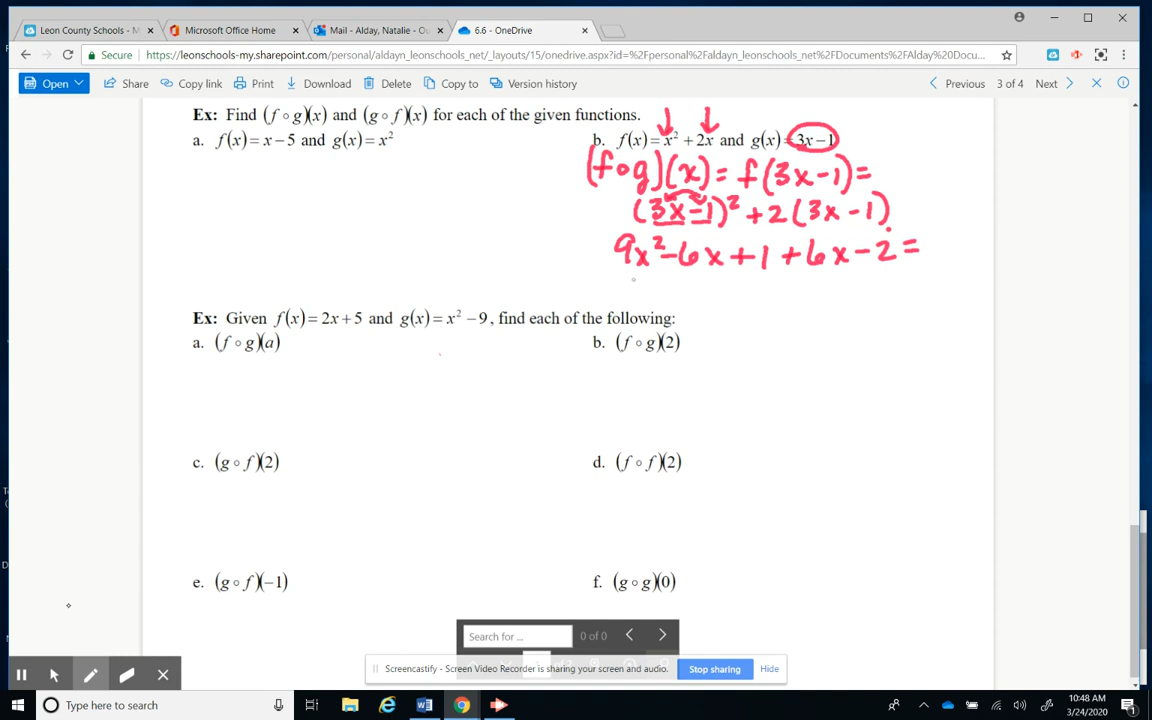 Leon County Schools - M
Microsoft Office Home
Mail - Alday, Natalie - Ou
6.6 - OneDrive
Secure
https://leonschools-my.sharepoint.com/personal/aldayn_leonschools_net/_layouts/15/onedrive.aspx?id=%2Fpersonal%2Faldayn_leonschools_net%2FDocuments%2FAlday%20Docu...
Open Share Copy link Print Download Delete Copy to Version history Previous 3 of 4 Next
Ex: Find (f ∘ g)(x) and (g ∘ f)(x) for each of the given functions.
a. f(x) = x − 5 and g(x) = x²
b. f(x) = x² + 2x and g(x) = 3x − 1
(f∘g)(x) = f(3x−1) =
(3x−1)² + 2(3x−1)
9x² − 6x + 1 + 6x − 2 =
Ex: Given f(x) = 2x + 5 and g(x) = x² − 9, find each of the following:
a. (f ∘ g)(a)
b. (f ∘ g)(2)
c. (g ∘ f)(2)
d. (f ∘ f)(2)
e. (g ∘ f)(−1)
f. (g ∘ g)(0)
Search for ... 0 of 0
Screencastify - Screen Video Recorder is sharing your screen and audio. Stop sharing Hide
Type here to search
10:48 AM
3/24/2020